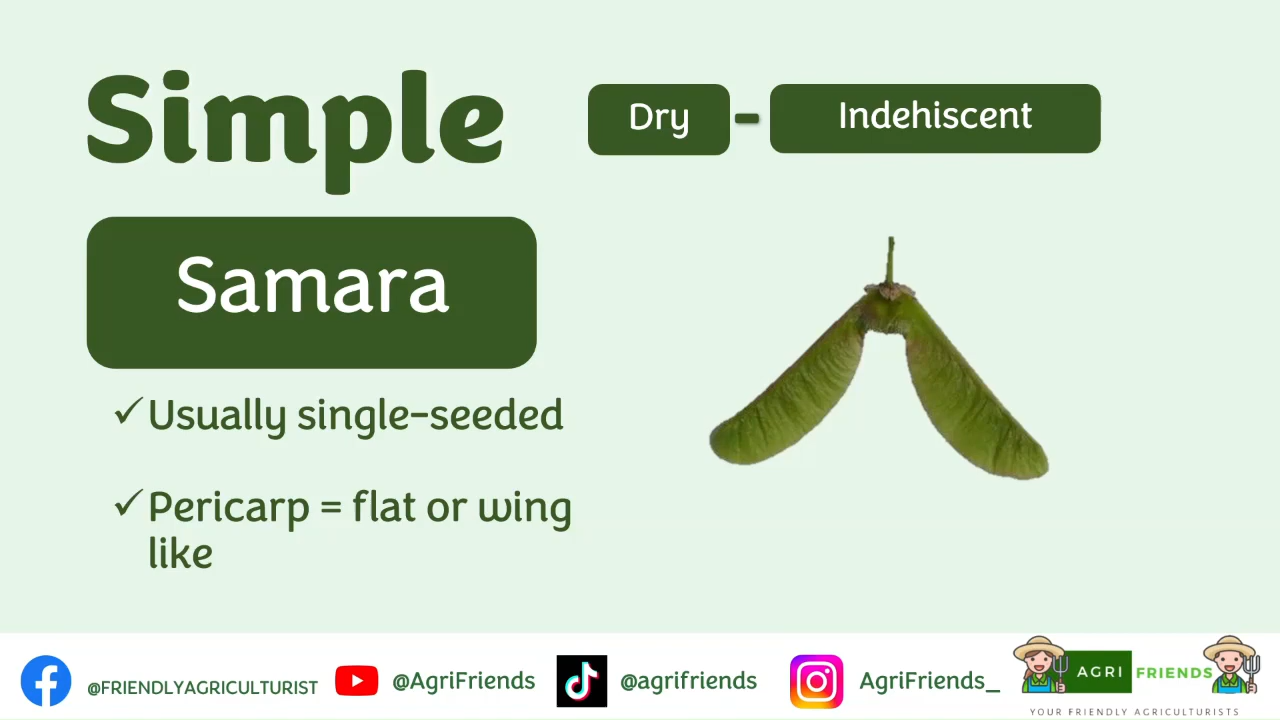 Simple
Dry - Indehiscent
Samara
✓Usually single-seeded
✓Pericarp = flat or wing
like
@FRIENDLYAGRICULTURIST
@AgriFriends
@agrifriends
AgriFriends_
AGRI FRIENDS
YOUR FRIENDLY AGRICULTURISTS